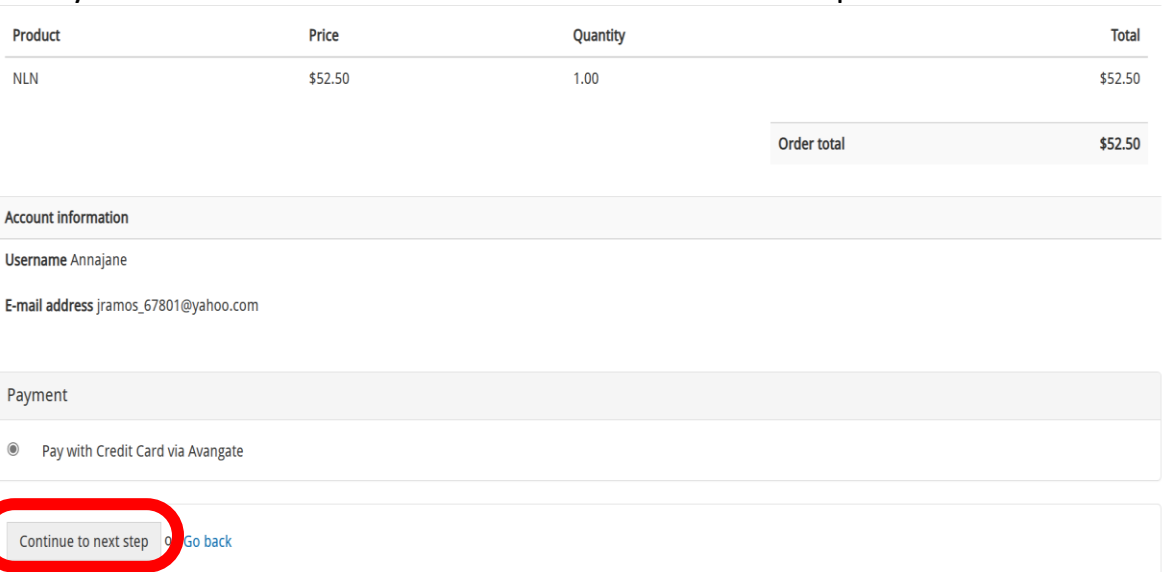 Product Price Quantity Total
NLN $52.50 1.00 $52.50
Order total $52.50
Account information
Username Annajane
E-mail address jramos_67801@yahoo.com
Payment
Pay with Credit Card via Avangate
Continue to next step Go back